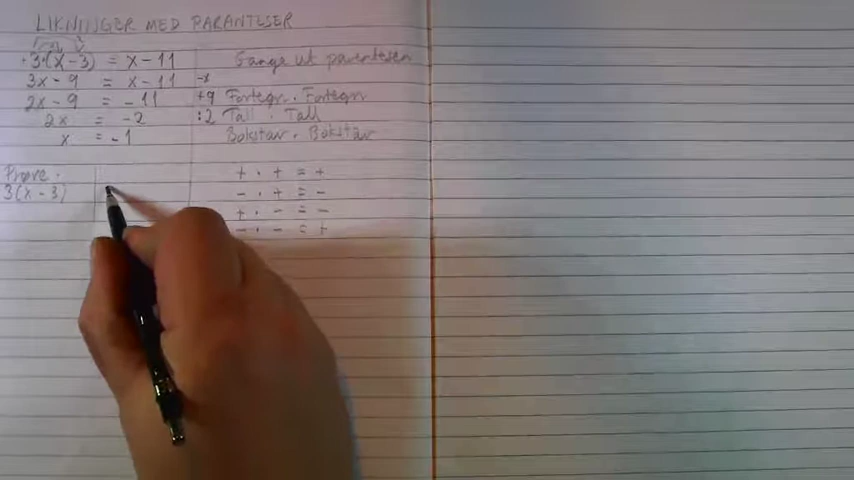 LIKNINGER MED PARANTESER
3·(x-3) = x-11 Gange ut parentesen
3x-9 = x-11 -x
2x-9 = -11 +9 Fortegn · Fortegn
2x = -2 :2 Tall · Tall
x = -1 Bokstav · Bokstav
Prøve: + · + = +
3(x-3) - · + = -
+ · - = -
- · - = +